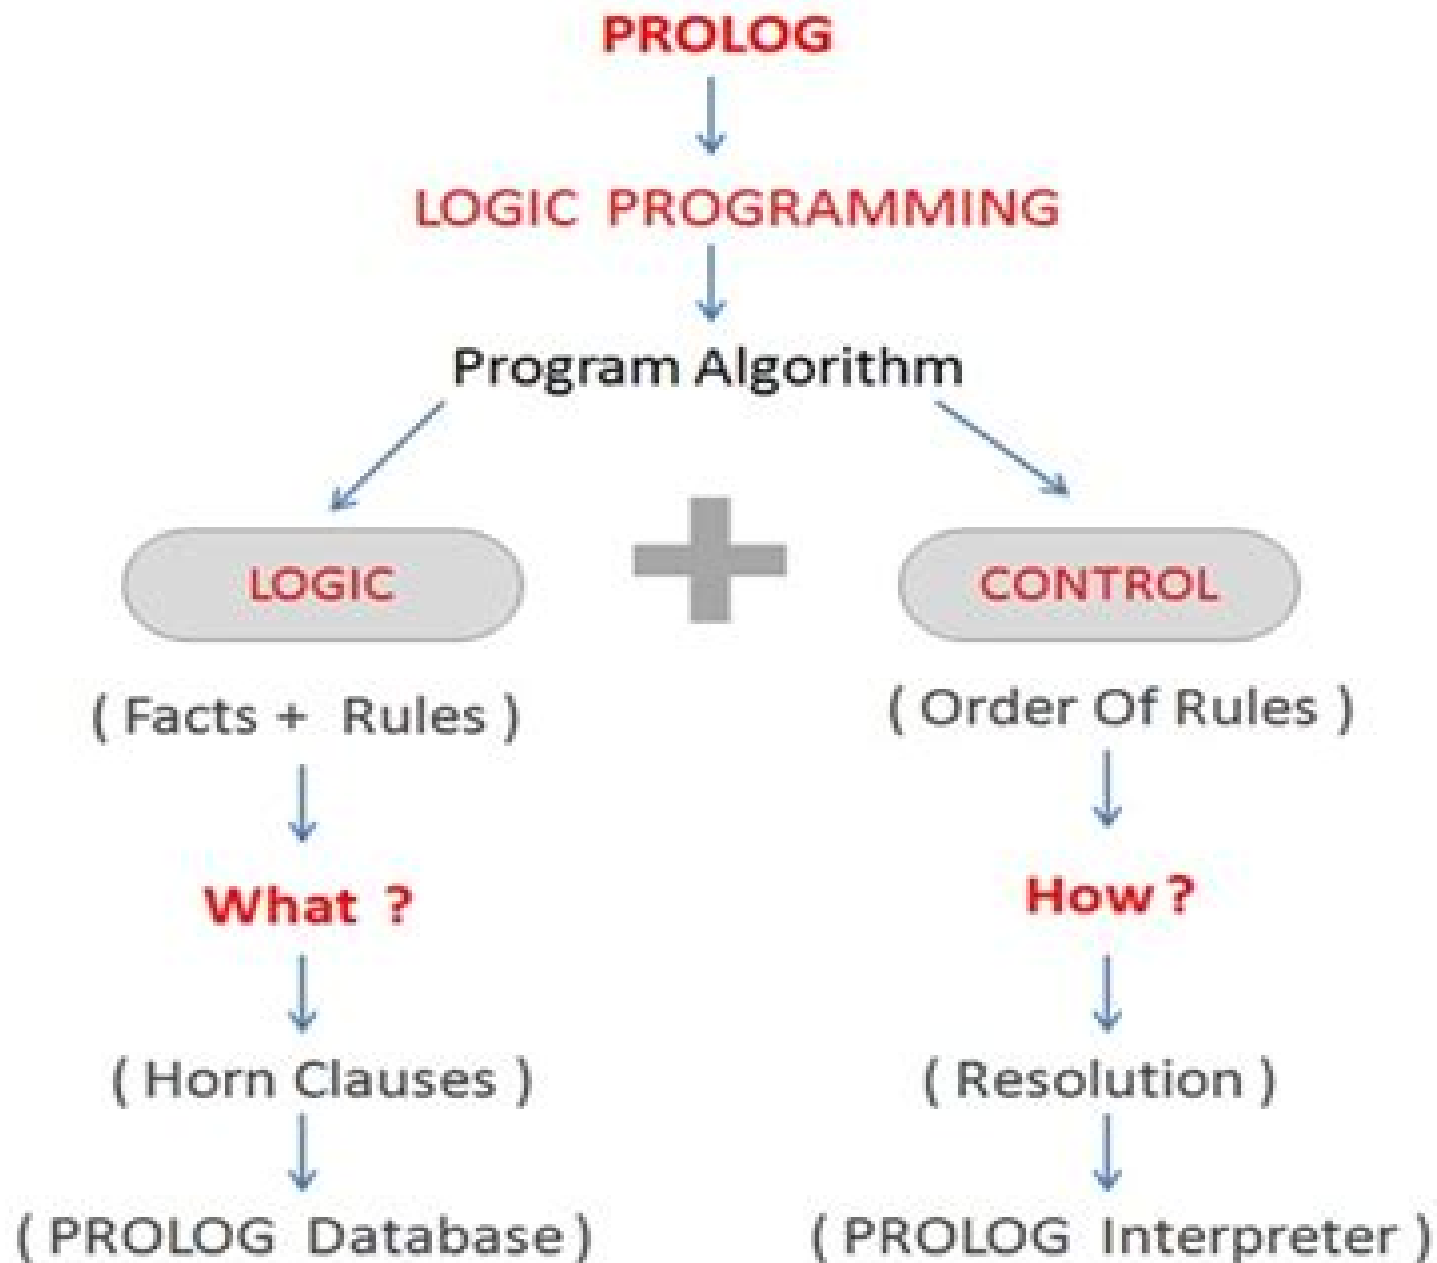 PROLOG
LOGIC PROGRAMMING
Program Algorithm
LOGIC
CONTROL
( Facts + Rules )
( Order Of Rules )
What ?
How ?
( Horn Clauses )
( Resolution )
( PROLOG Database )
( PROLOG Interpreter )